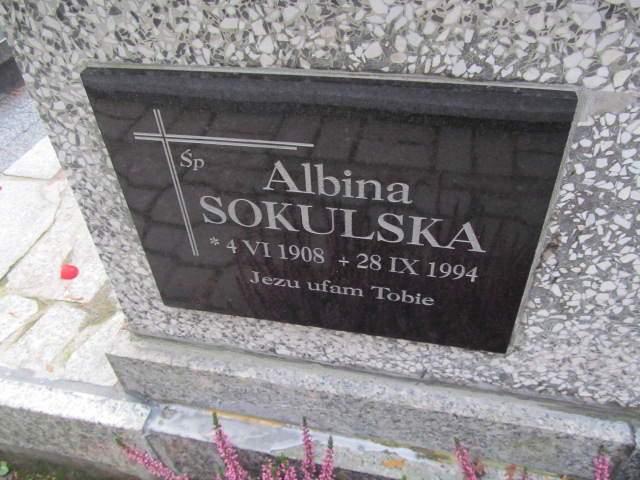 Śp
Albina
SOKULSKA
* 4 VI 1908 + 28 IX 1994
Jezu ufam Tobie